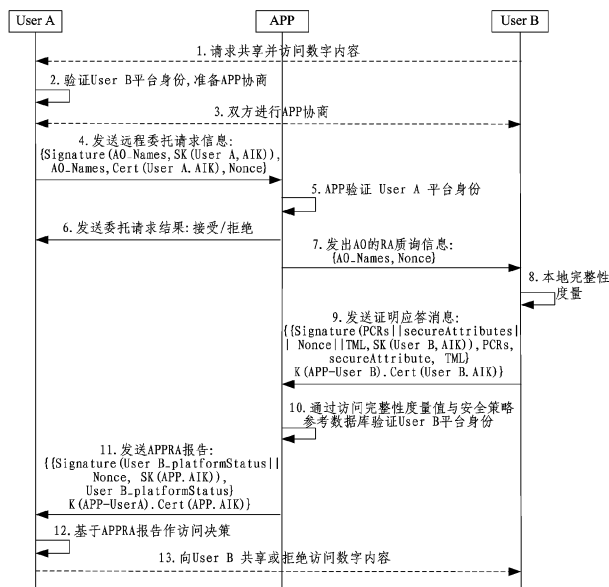 User A
APP
User B
1.请求共享并访问数字内容
2.验证User B平台身份,准备APP协商
3.双方进行APP协商
4.发送远程委托请求信息:
{Signature(AO_Names,SK(User A,AIK)),
AO_Names,Cert(User A.AIK),Nonce}
5.APP验证 User A 平台身份
6.发送委托请求结果:接受/拒绝
7.发出AO的RA质询信息:
{AO_Names,Nonce}
8.本地完整性
度量
9.发送证明应答消息:
{{Signature(PCRs||secureAttributes|
| Nonce||TML,SK(User B,AIK)),PCRs,
secureAttribute, TML}
K(APP-User B).Cert(User B.AIK)}
10.通过访问完整性度量值与安全策略
参考数据库验证User B平台身份
11.发送APPRA报告:
{{Signature(User B_platformStatus||
Nonce, SK(APP.AIK)),
User B_platformStatus}
K(APP-UserA).Cert(APP.AIK)}
12.基于APPRA报告作访问决策
13.向User B 共享或拒绝访问数字内容